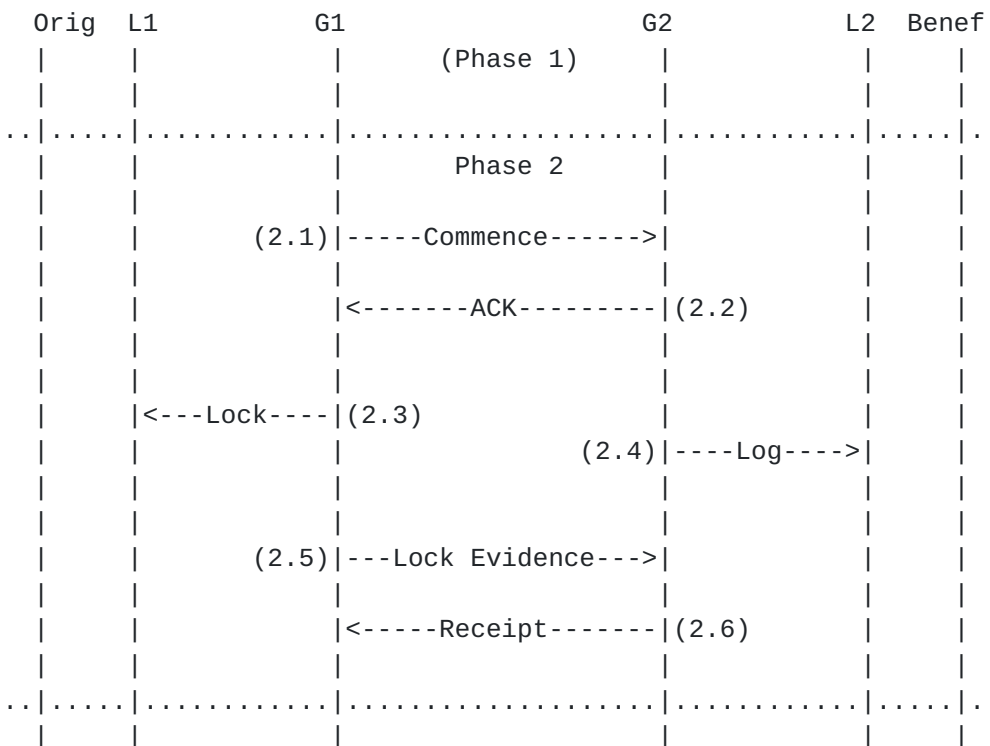 Orig L1 G1 G2 L2 Benef
| | | (Phase 1) | | |
| | | | | |
..|.....|............|....................|............|.....|.
| | | Phase 2 | | |
| | | | | |
| | (2.1)|-----Commence------>| | |
| | | | | |
| | |<-------ACK---------|(2.2) | |
| | | | | |
| | | | | |
| |<---Lock----|(2.3) | | |
| | | (2.4)|----Log---->| |
| | | | | |
| | | | | |
| | (2.5)|---Lock Evidence--->| | |
| | | | | |
| | |<-----Receipt-------|(2.6) | |
| | | | | |
..|.....|............|....................|............|.....|.
| | | | | |